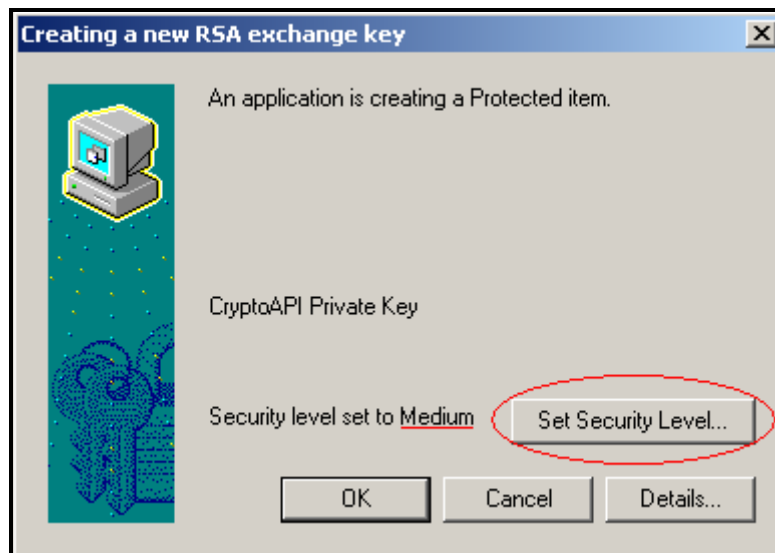 Creating a new RSA exchange key
An application is creating a Protected item.
CryptoAPI Private Key
Security level set to Medium
Set Security Level...
OK
Cancel
Details...